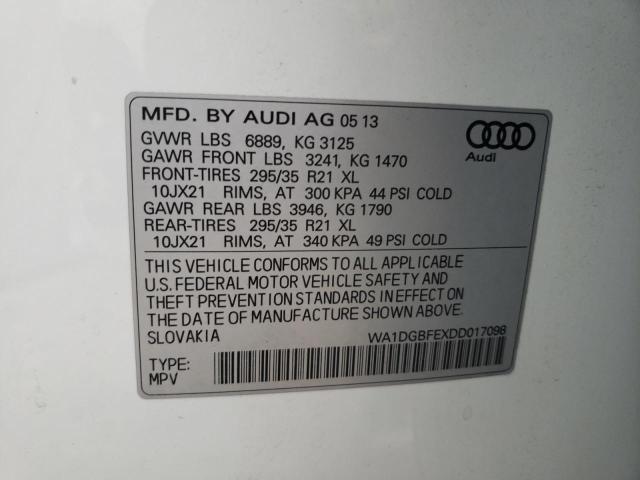 MFD. BY AUDI AG 05 13
GVWR LBS 6889, KG 3125
GAWR FRONT LBS 3241, KG 1470
FRONT-TIRES 295/35 R21 XL
10JX21 RIMS, AT 300 KPA 44 PSI COLD
GAWR REAR LBS 3946, KG 1790
REAR-TIRES 295/35 R21 XL
10JX21 RIMS, AT 340 KPA 49 PSI COLD
Audi
THIS VEHICLE CONFORMS TO ALL APPLICABLE
U.S. FEDERAL MOTOR VEHICLE SAFETY AND
THEFT PREVENTION STANDARDS IN EFFECT ON
THE DATE OF MANUFACTURE SHOWN ABOVE.
SLOVAKIA
WA1DGBFEXDD017098
TYPE:
MPV